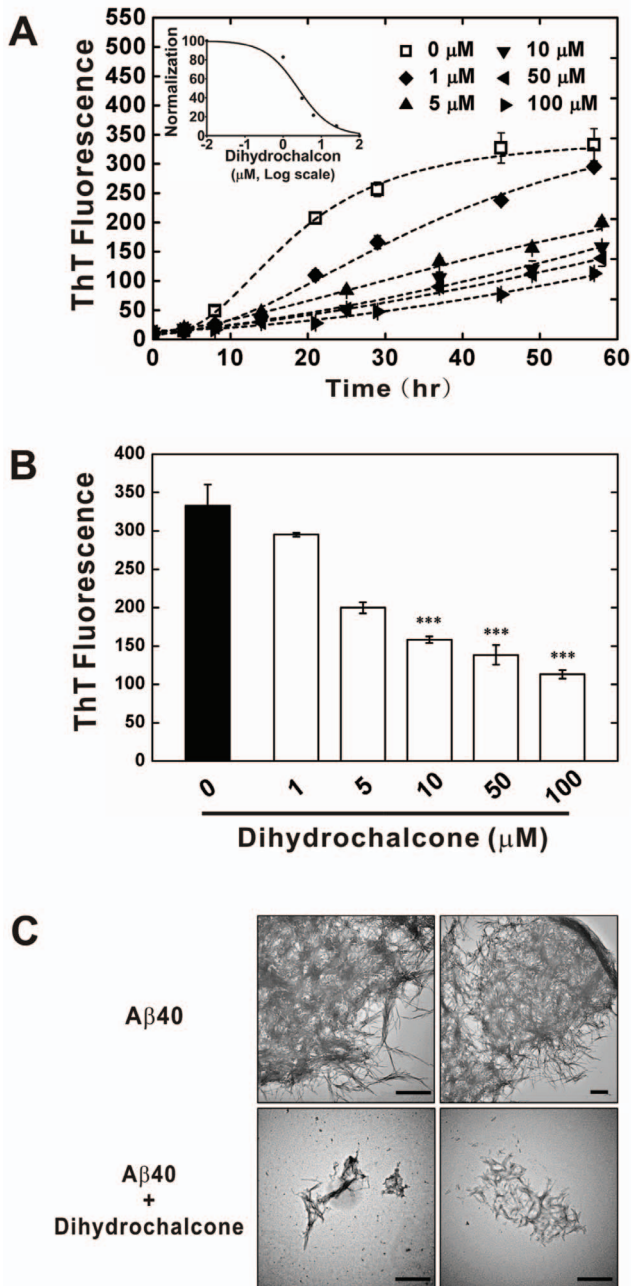 A
ThT Fluorescence
550
500
450
400
350
300
250
200
150
100
50
0
Normalization
100
80
60
40
20
0
-2 -1 0 1 2
Dihydrochalcon
(μM, Log scale)
0 μM
1 μM
5 μM
10 μM
50 μM
100 μM
0 10 20 30 40 50 60
Time (hr)
B
ThT Fluorescence
400
350
300
250
200
150
100
50
0
*** *** ***
0 1 5 10 50 100
Dihydrochalcone (μM)
C
Aβ40
Aβ40
+
Dihydrochalcone